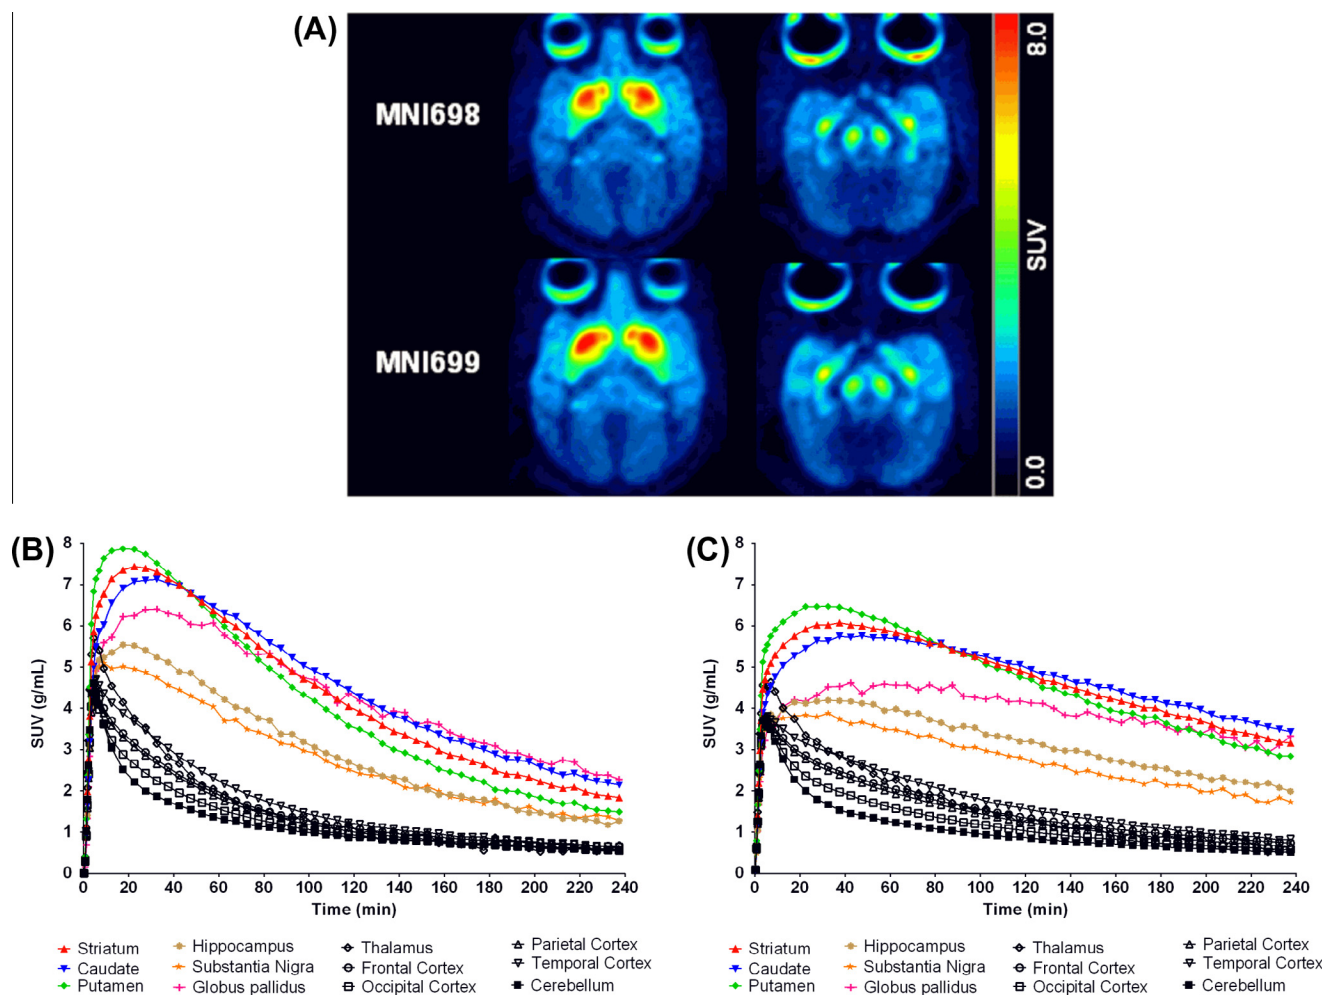 (A)
MNI698
MNI699
8.0
SUV
0.0
(B)
8
7
6
5
4
3
2
1
0
SUV (g/mL)
0 20 40 60 80 100 120 140 160 180 200 220 240
Time (min)
Striatum Hippocampus Thalamus Parietal Cortex
Caudate Substantia Nigra Frontal Cortex Temporal Cortex
Putamen Globus pallidus Occipital Cortex Cerebellum
(C)
8
7
6
5
4
3
2
1
0
SUV (g/mL)
0 20 40 60 80 100 120 140 160 180 200 220 240
Time (min)
Striatum Hippocampus Thalamus Parietal Cortex
Caudate Substantia Nigra Frontal Cortex Temporal Cortex
Putamen Globus pallidus Occipital Cortex Cerebellum